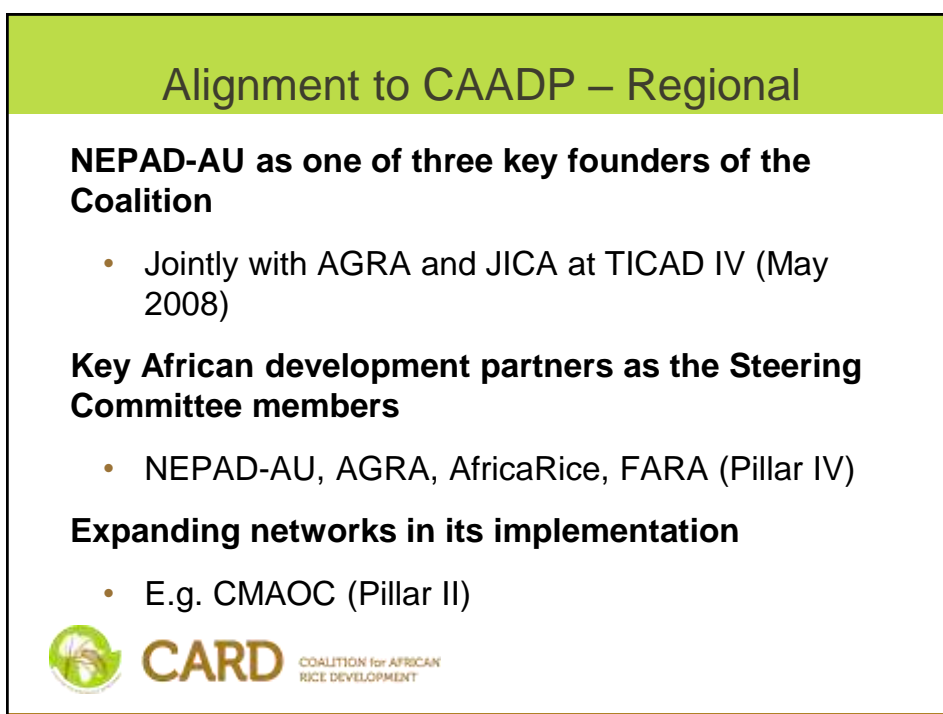 Alignment to CAADP – Regional
NEPAD-AU as one of three key founders of the
Coalition
• Jointly with AGRA and JICA at TICAD IV (May
2008)
Key African development partners as the Steering
Committee members
• NEPAD-AU, AGRA, AfricaRice, FARA (Pillar IV)
Expanding networks in its implementation
• E.g. CMAOC (Pillar II)
CARD
COALITION for AFRICAN
RICE DEVELOPMENT